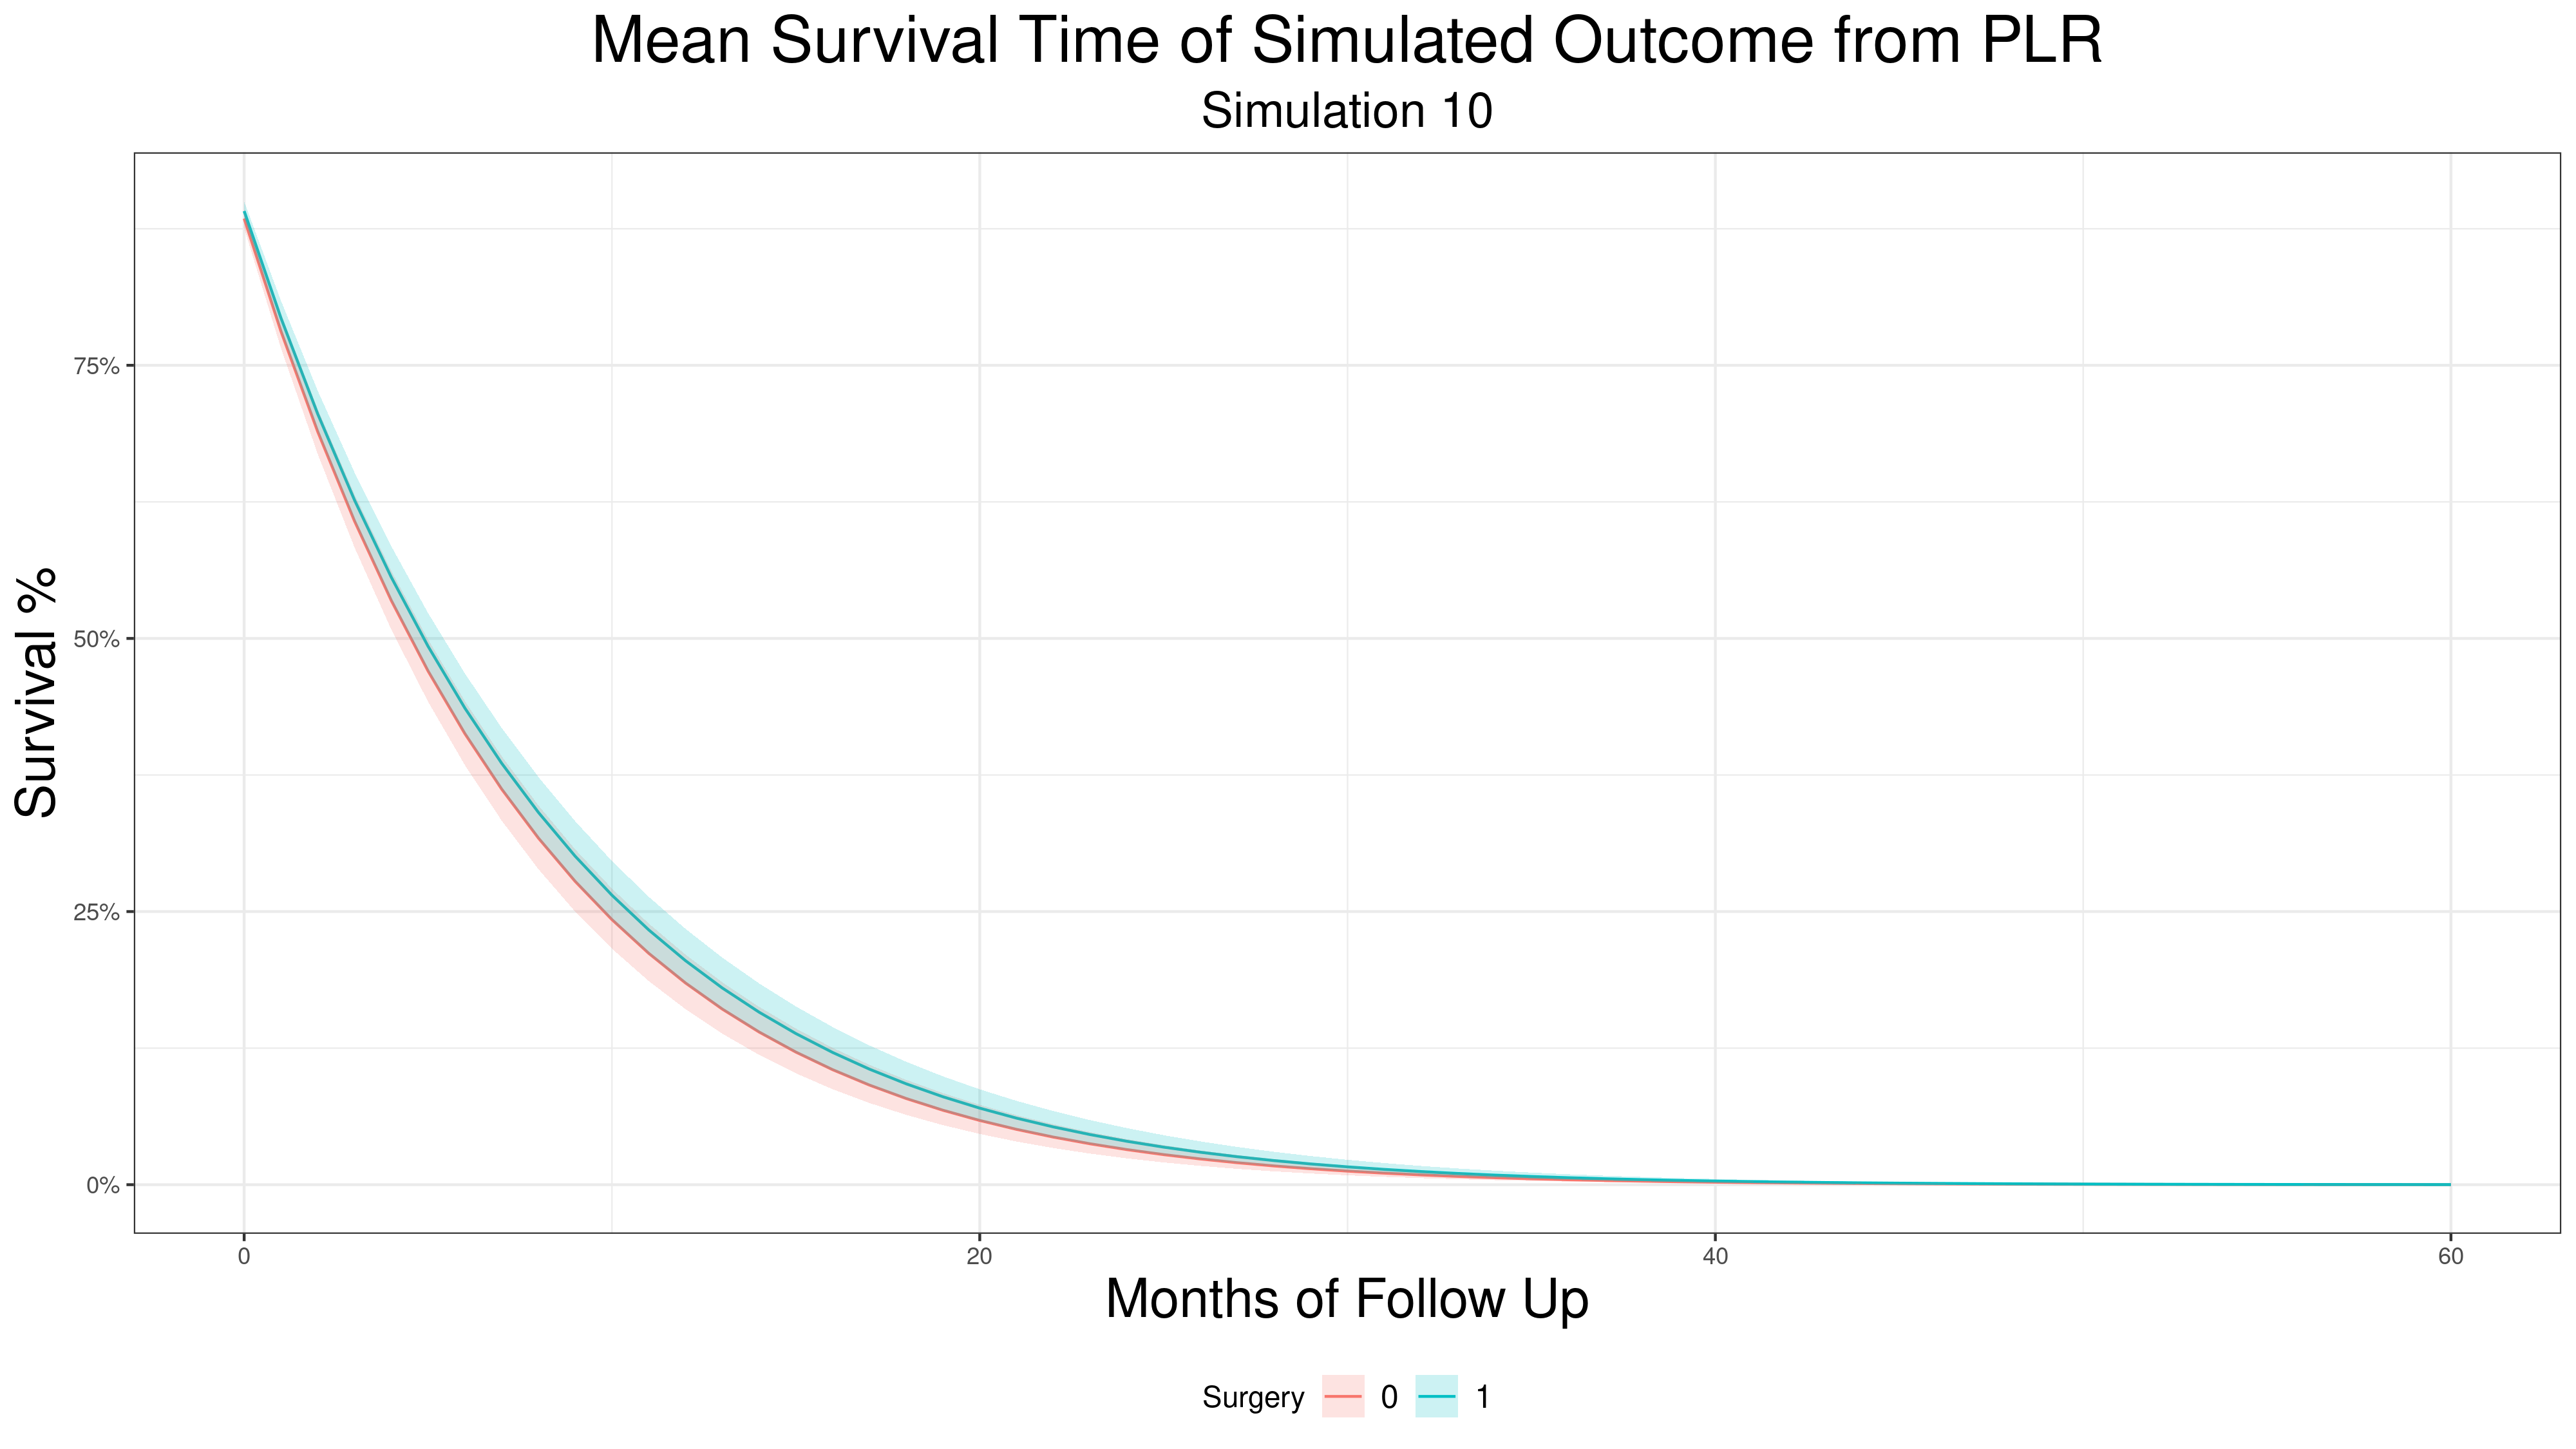 Mean Survival Time of Simulated Outcome from PLR
Simulation 10
Survival %
75%
50%
25%
0%
0 20 40 60
Months of Follow Up
Surgery 0 1